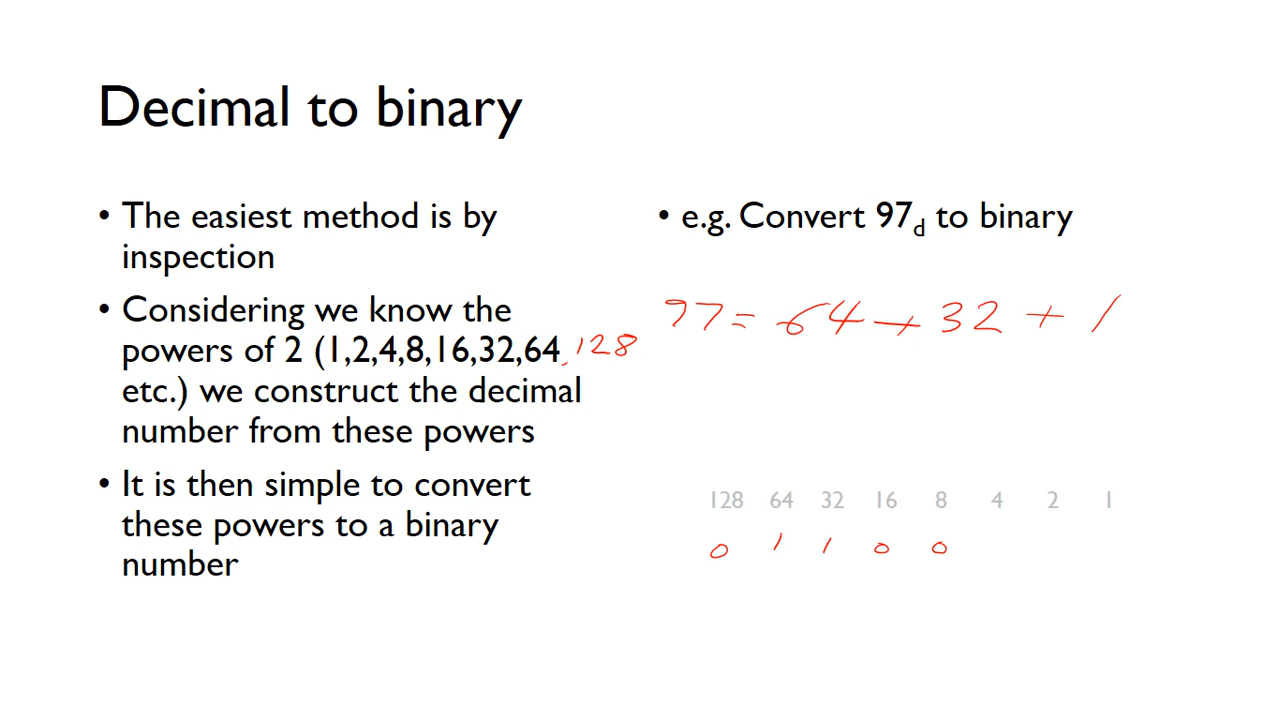 Decimal to binary
• The easiest method is by
inspection
• Considering we know the
powers of 2 (1,2,4,8,16,32,64,128
etc.) we construct the decimal
number from these powers
• It is then simple to convert
these powers to a binary
number
• e.g. Convert 97d to binary
97 = 64 + 32 + 1
128 64 32 16 8 4 2 1
0 1 1 0 0